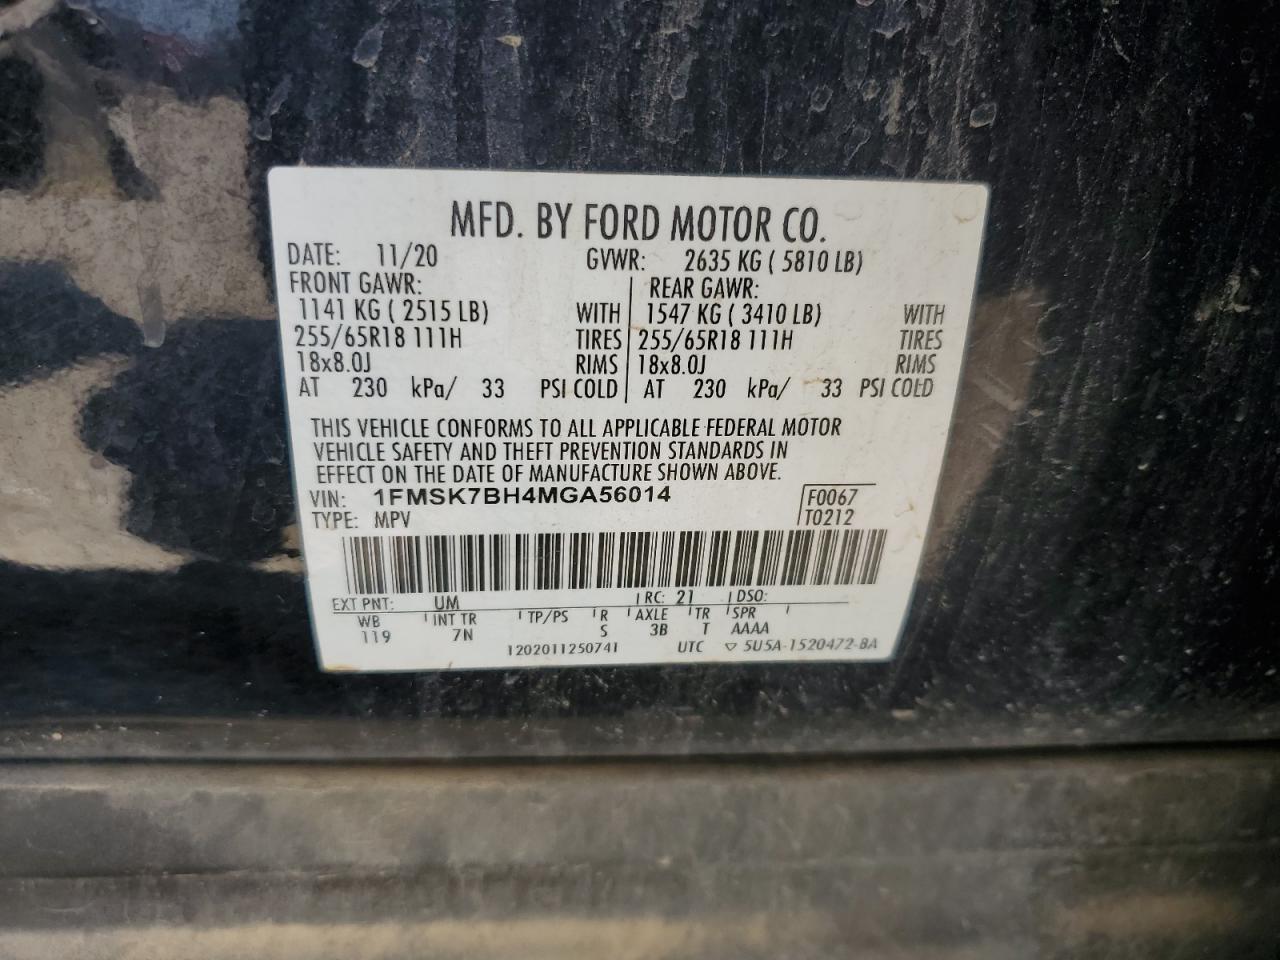 MFD. BY FORD MOTOR CO.
DATE: 11/20 GVWR: 2635 KG ( 5810 LB)
FRONT GAWR: REAR GAWR:
1141 KG ( 2515 LB) WITH 1547 KG ( 3410 LB) WITH
255/65R18 111H TIRES 255/65R18 111H TIRES
18x8.0J RIMS 18x8.0J RIMS
AT 230 kPa/ 33 PSI COLD AT 230 kPa/ 33 PSI COLD
THIS VEHICLE CONFORMS TO ALL APPLICABLE FEDERAL MOTOR
VEHICLE SAFETY AND THEFT PREVENTION STANDARDS IN
EFFECT ON THE DATE OF MANUFACTURE SHOWN ABOVE.
VIN: 1FMSK7BH4MGA56014 F0067
TYPE: MPV T0212
EXT PNT: UM RC: 21 DSO:
WB INT TR TP/PS R AXLE TR SPR
119 7N S 3B T AAAA
1202011250741 UTC ▽ 5U5A-1520472-BA